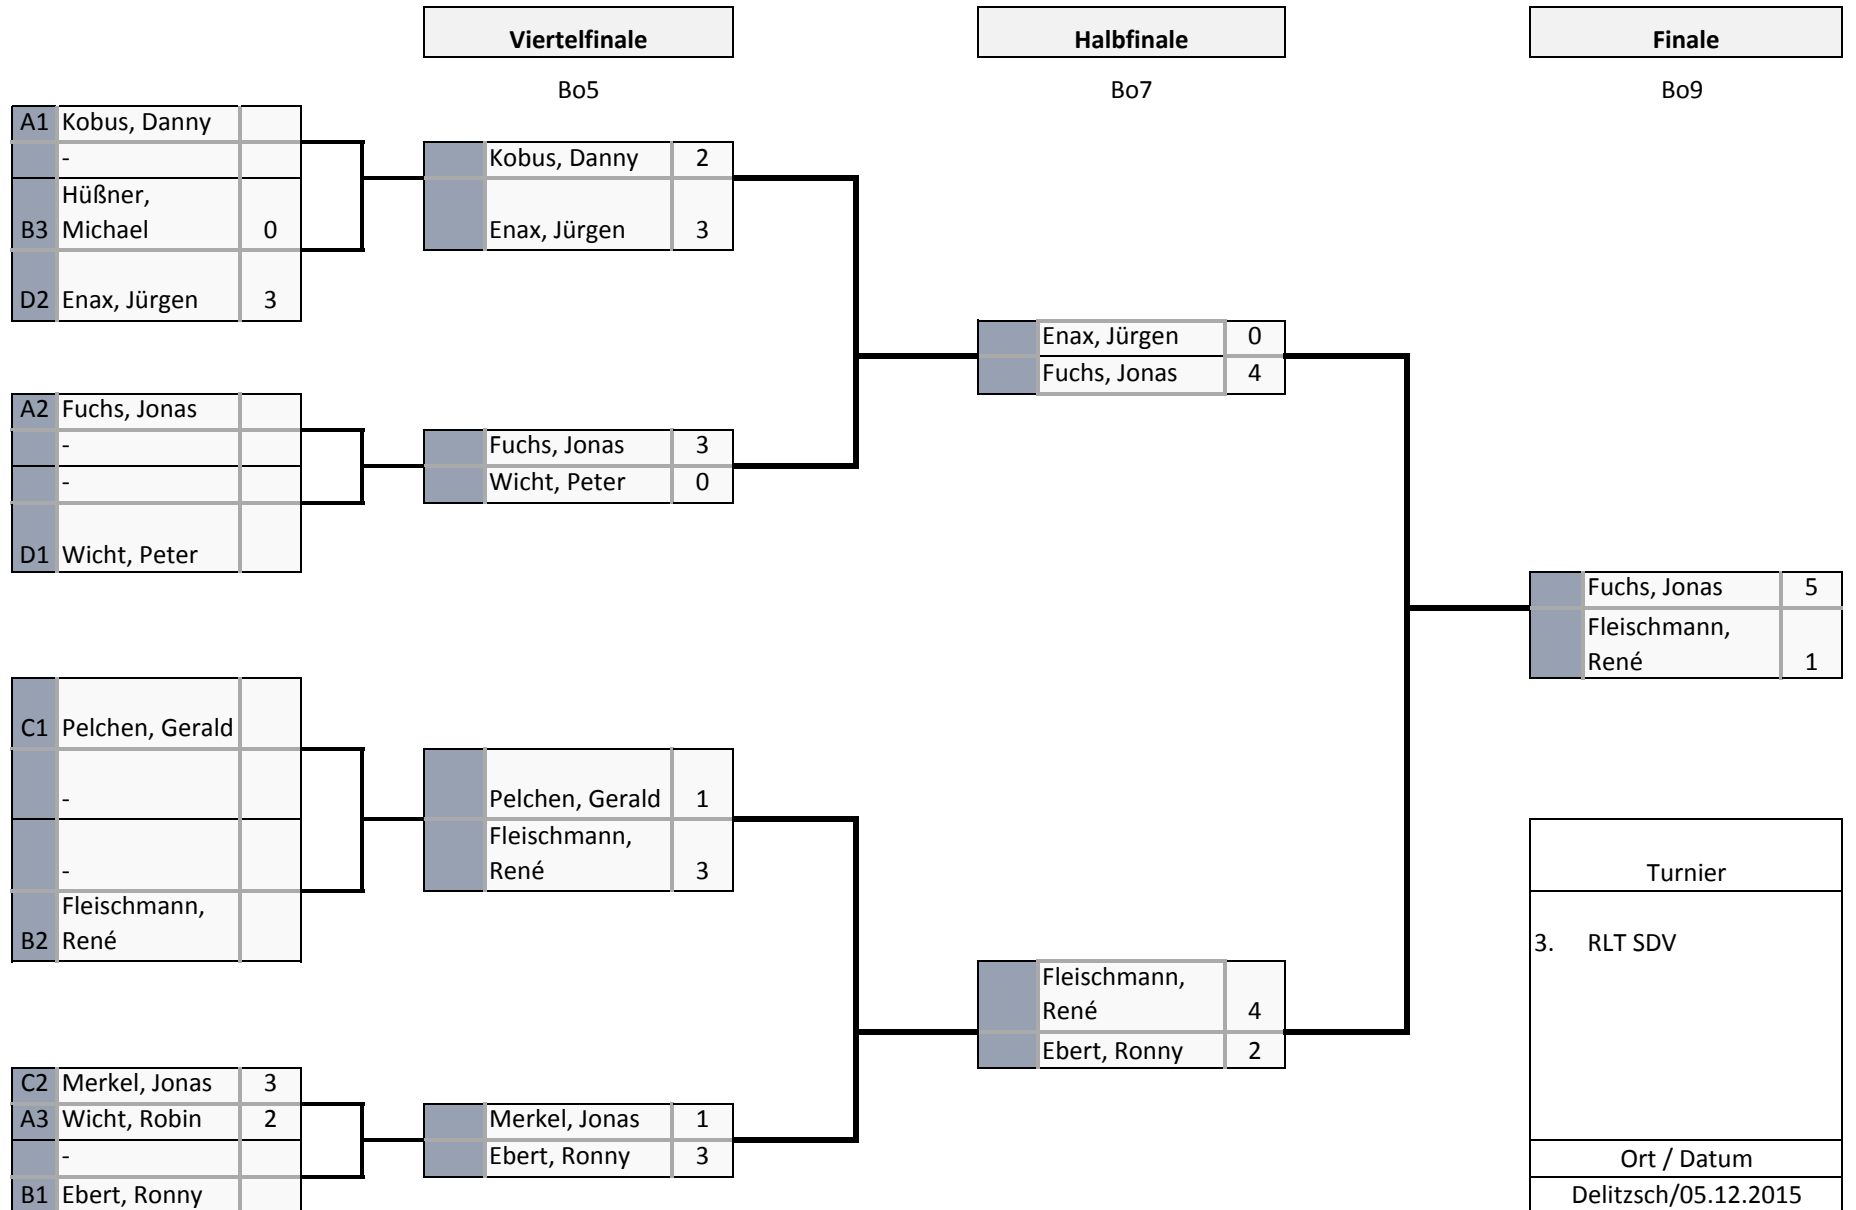 Viertelfinale
Halbfinale
Finale
Bo5
Bo7
Bo9
A1 Kobus, Danny
-
Hüßner,
B3 Michael 0
D2 Enax, Jürgen 3
Kobus, Danny 2
Enax, Jürgen 3
Enax, Jürgen 0
Fuchs, Jonas 4
A2 Fuchs, Jonas
-
-
D1 Wicht, Peter
Fuchs, Jonas 3
Wicht, Peter 0
Fuchs, Jonas 5
Fleischmann,
René 1
C1 Pelchen, Gerald
-
-
Fleischmann,
B2 René
Pelchen, Gerald 1
Fleischmann,
René 3
Fleischmann,
René 4
Ebert, Ronny 2
C2 Merkel, Jonas 3
A3 Wicht, Robin 2
-
B1 Ebert, Ronny
Merkel, Jonas 1
Ebert, Ronny 3
Turnier
3. RLT SDV
Ort / Datum
Delitzsch/05.12.2015